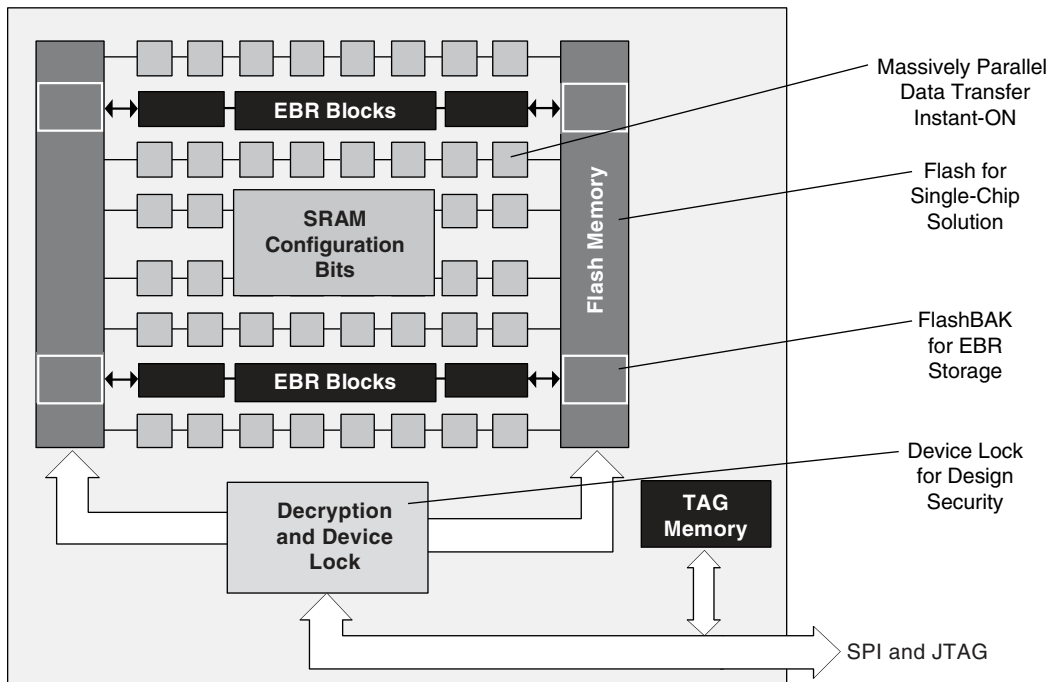 Massively Parallel
Data Transfer
Instant-ON
EBR Blocks
Flash for
Single-Chip
Solution
SRAM
Configuration
Bits
Flash Memory
FlashBAK
for EBR
Storage
EBR Blocks
Device Lock
for Design
Security
Decryption
and Device
Lock
TAG
Memory
SPI and JTAG